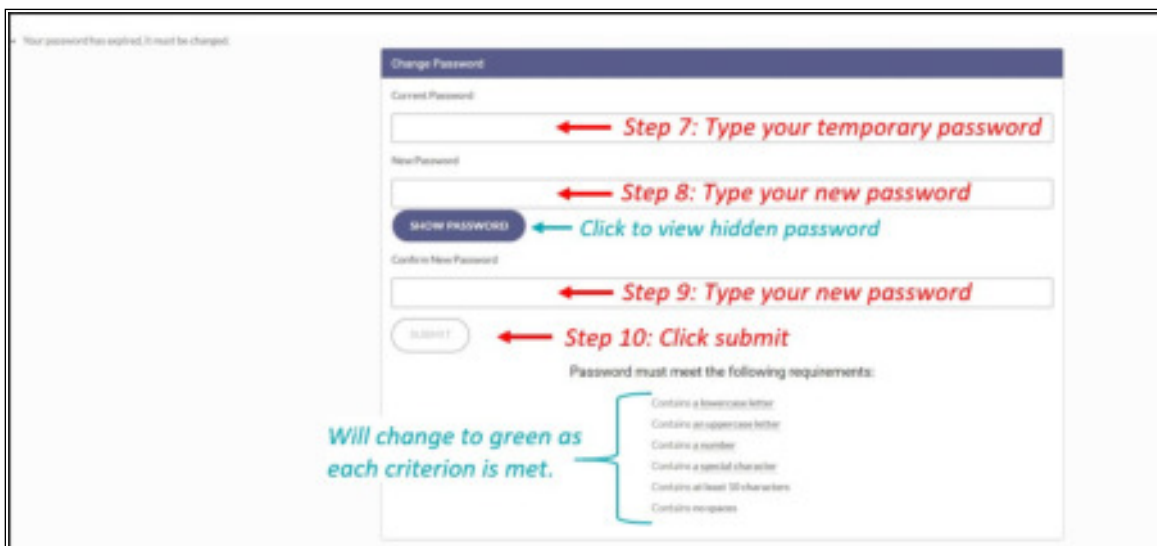 Your password has expired, it must be changed.
Change Password
Current Password
Step 7: Type your temporary password
New Password
Step 8: Type your new password
SHOW PASSWORD
Click to view hidden password
Confirm New Password
Step 9: Type your new password
SUBMIT
Step 10: Click submit
Password must meet the following requirements:
Contains a lowercase letter
Contains an uppercase letter
Contains a number
Contains a special character
Contains at least 10 characters
Contains no spaces
Will change to green as
each criterion is met.